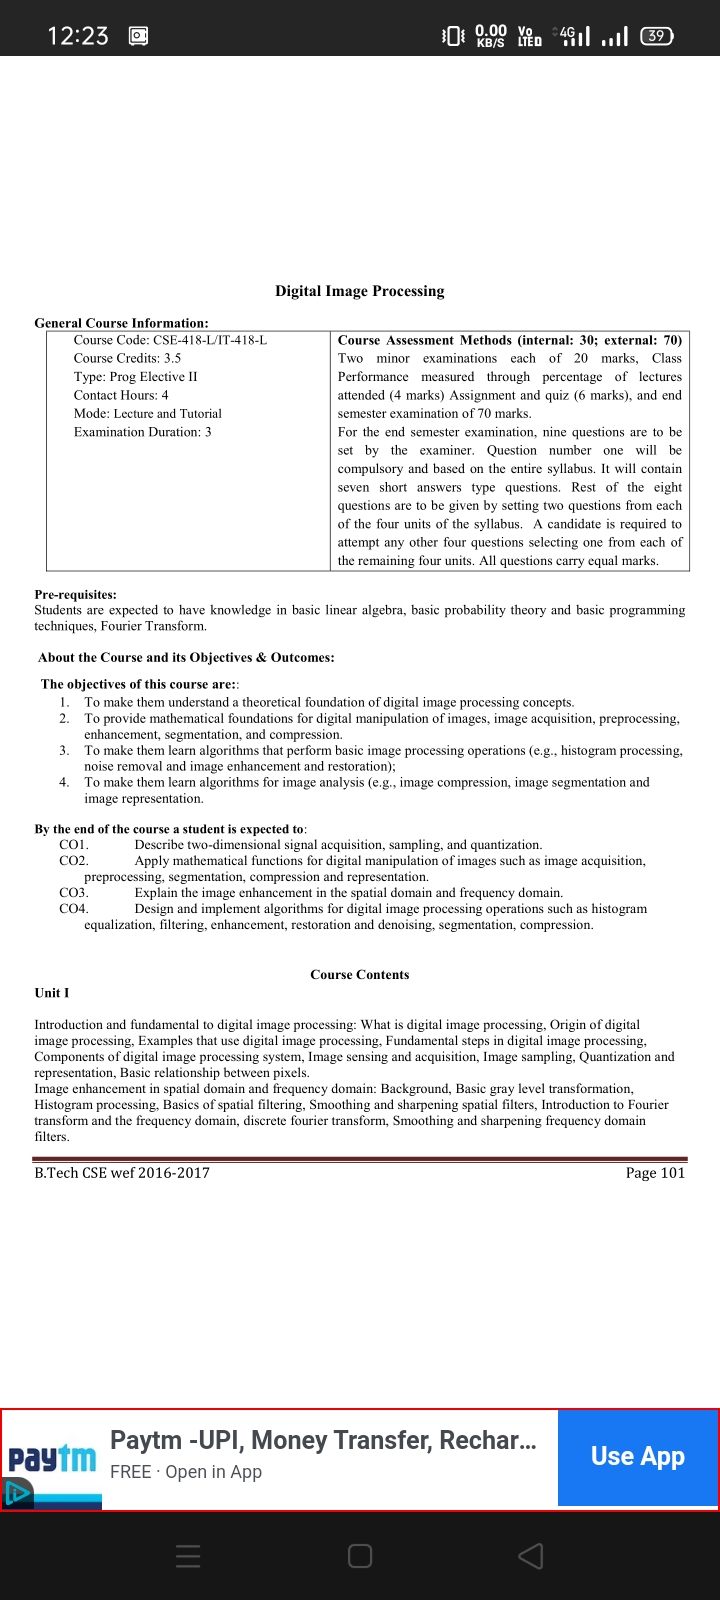 12:23
0.00
KB/S
Vo
LTE
4G
39
Digital Image Processing
General Course Information:
Course Code: CSE-418-L/IT-418-L
Course Credits: 3.5
Type: Prog Elective II
Contact Hours: 4
Mode: Lecture and Tutorial
Examination Duration: 3
Course Assessment Methods (internal: 30; external: 70)
Two minor examinations each of 20 marks, Class
Performance measured through percentage of lectures
attended (4 marks) Assignment and quiz (6 marks), and end
semester examination of 70 marks.
For the end semester examination, nine questions are to be
set by the examiner. Question number one will be
compulsory and based on the entire syllabus. It will contain
seven short answers type questions. Rest of the eight
questions are to be given by setting two questions from each
of the four units of the syllabus. A candidate is required to
attempt any other four questions selecting one from each of
the remaining four units. All questions carry equal marks.
Pre-requisites:
Students are expected to have knowledge in basic linear algebra, basic probability theory and basic programming
techniques, Fourier Transform.
About the Course and its Objectives & Outcomes:
The objectives of this course are::
1. To make them understand a theoretical foundation of digital image processing concepts.
2. To provide mathematical foundations for digital manipulation of images, image acquisition, preprocessing,
enhancement, segmentation, and compression.
3. To make them learn algorithms that perform basic image processing operations (e.g., histogram processing,
noise removal and image enhancement and restoration);
4. To make them learn algorithms for image analysis (e.g., image compression, image segmentation and
image representation.
By the end of the course a student is expected to:
CO1. Describe two-dimensional signal acquisition, sampling, and quantization.
CO2. Apply mathematical functions for digital manipulation of images such as image acquisition,
preprocessing, segmentation, compression and representation.
CO3. Explain the image enhancement in the spatial domain and frequency domain.
CO4. Design and implement algorithms for digital image processing operations such as histogram
equalization, filtering, enhancement, restoration and denoising, segmentation, compression.
Course Contents
Unit I
Introduction and fundamental to digital image processing: What is digital image processing, Origin of digital
image processing, Examples that use digital image processing, Fundamental steps in digital image processing,
Components of digital image processing system, Image sensing and acquisition, Image sampling, Quantization and
representation, Basic relationship between pixels.
Image enhancement in spatial domain and frequency domain: Background, Basic gray level transformation,
Histogram processing, Basics of spatial filtering, Smoothing and sharpening spatial filters, Introduction to Fourier
transform and the frequency domain, discrete fourier transform, Smoothing and sharpening frequency domain
filters.
B.Tech CSE wef 2016-2017 Page 101
paytm
Paytm -UPI, Money Transfer, Rechar...
FREE · Open in App
Use App